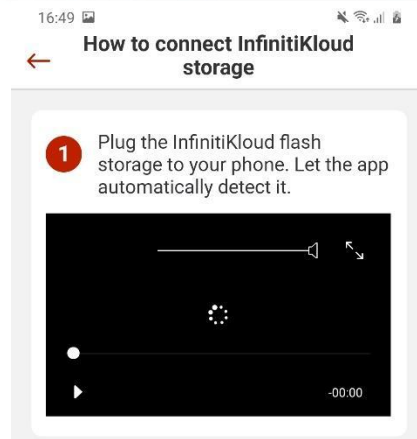 16:49
How to connect InfinitiKloud
storage
1
Plug the InfinitiKloud flash
storage to your phone. Let the app
automatically detect it.
-00:00